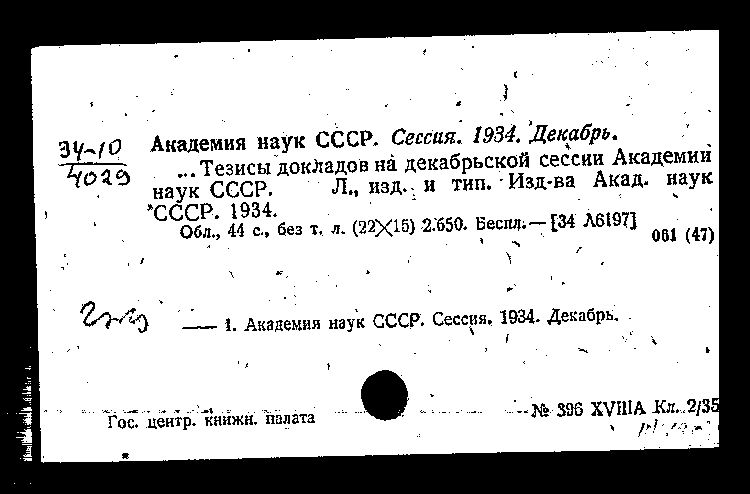 34-10
4029
Академия наук СССР. Сессия. 1934. Декабрь.
...Тезисы докладов на декабрьской сессии Академии
наук СССР. Л., изд. и тип. Изд-ва Акад. наук
СССР. 1934.
Обл., 44 с., без т. л. (22×15) 2.650. Беспл. — [34 Л6197]
061 (47)
— 1. Академия наук СССР. Сессия. 1934. Декабрь.
Гос. центр. книжн. палата
№ 396 XVIIIA Кл. 2/35